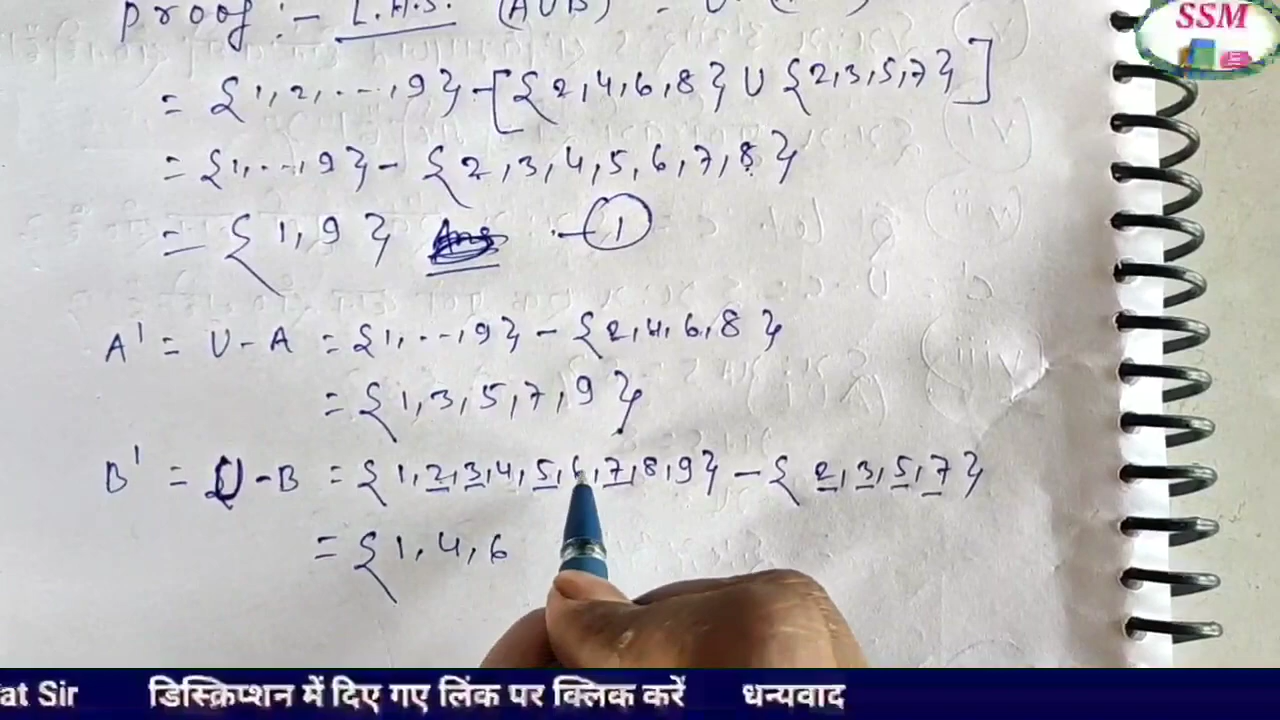 SSM
Proof :- L.H.S. (AUB)
= {1,2,...,9} - [{2,4,6,8} ∪ {2,3,5,7}]
= {1,...,9} - {2,3,4,5,6,7,8}
= {1,9} - (1)
A' = U-A = {1,...,9} - {2,4,6,8}
= {1,3,5,7,9}
B' = U-B = {1,2,3,4,5,6,7,8,9} - {2,3,5,7}
= {1,4,6
at Sir डिस्क्रिप्शन में दिए गए लिंक पर क्लिक करें धन्यवाद